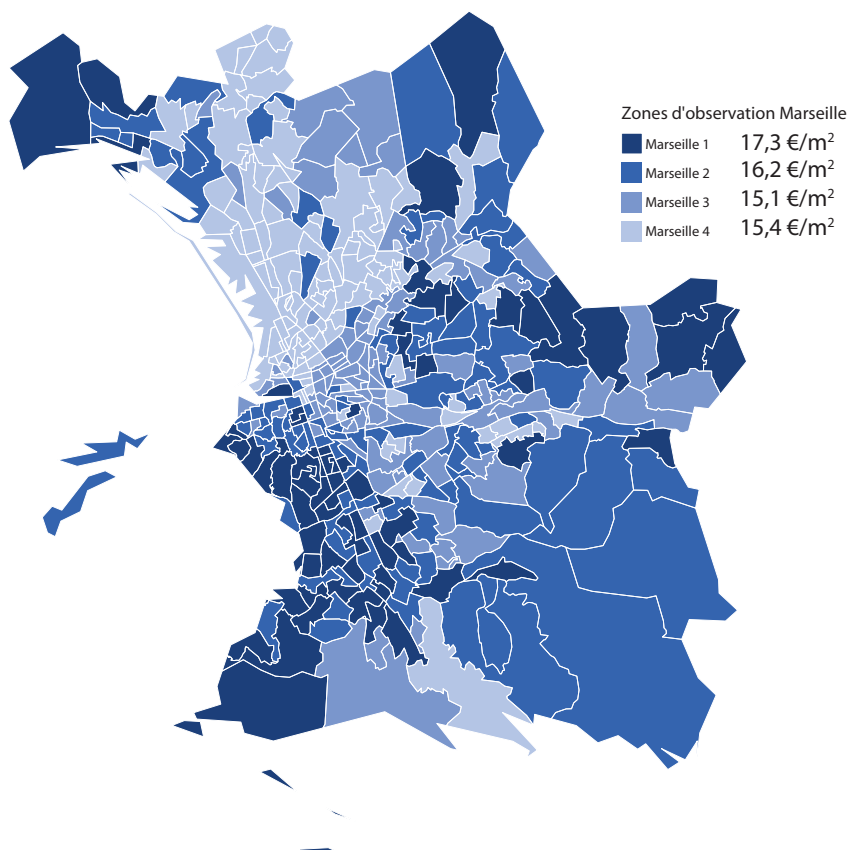 Zones d'observation Marseille
Marseille 1 17,3 €/m²
Marseille 2 16,2 €/m²
Marseille 3 15,1 €/m²
Marseille 4 15,4 €/m²